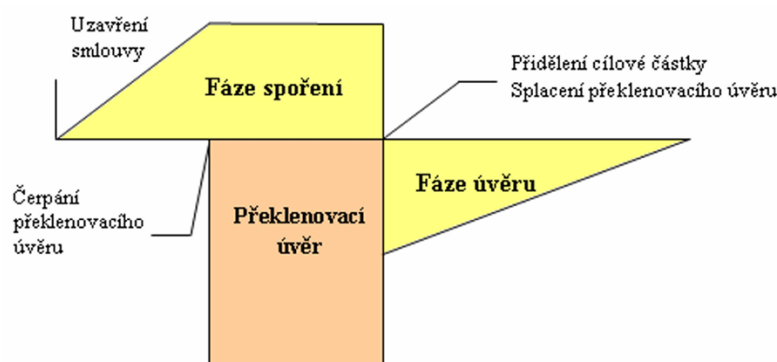 Uzavření
smlouvy
Fáze spoření
Přidělení cílové částky
Splacení překlenovacího úvěru
Čerpání
překlenovacího
úvěru
Překlenovací
úvěr
Fáze úvěru